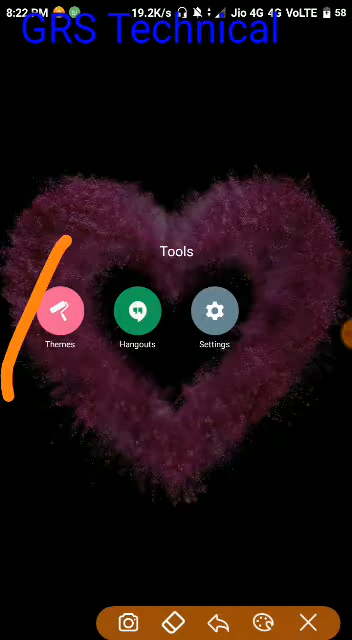 8:22 PM 19.2K/s Jio 4G 4G VoLTE 58
GRS Technical
Tools
Themes Hangouts Settings